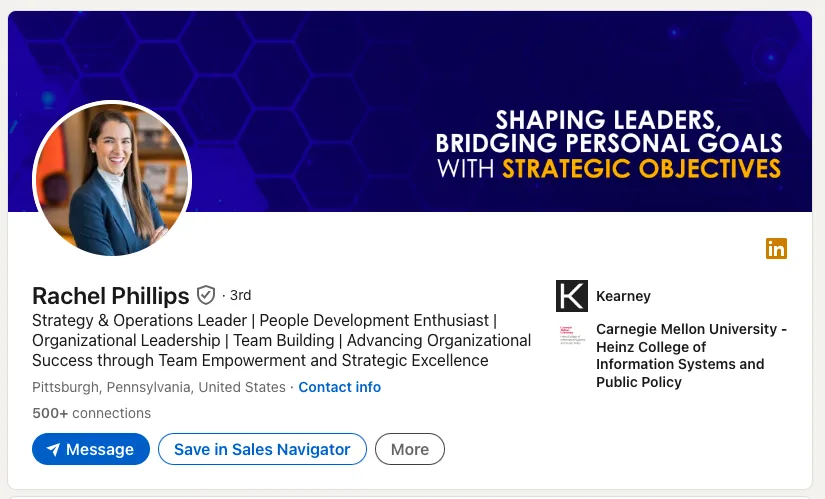 SHAPING LEADERS,
BRIDGING PERSONAL GOALS
WITH STRATEGIC OBJECTIVES
in
Rachel Phillips · 3rd
Strategy & Operations Leader | People Development Enthusiast |
Organizational Leadership | Team Building | Advancing Organizational
Success through Team Empowerment and Strategic Excellence
Pittsburgh, Pennsylvania, United States · Contact info
500+ connections
Message
Save in Sales Navigator
More
K
Kearney
Carnegie Mellon University -
Heinz College of
Information Systems and
Public Policy